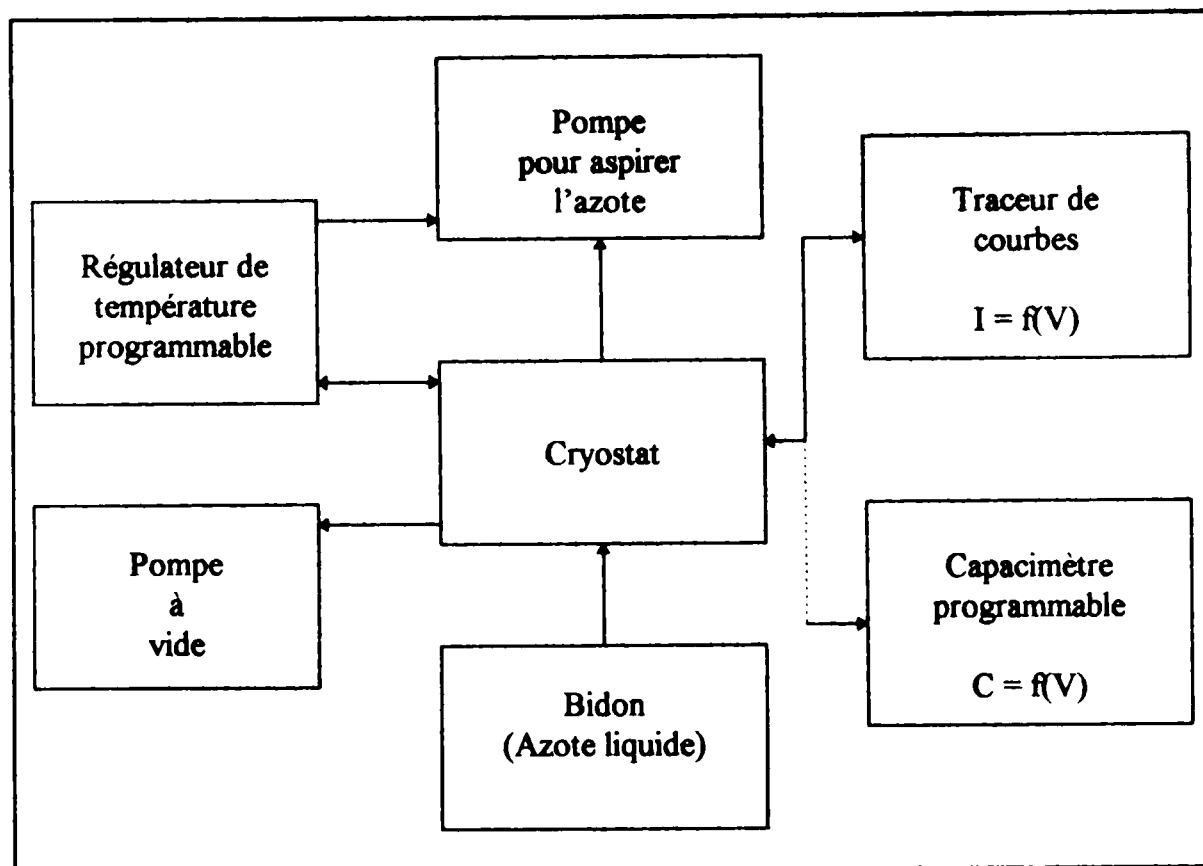 Pompe
pour aspirer
l'azote
Régulateur de
température
programmable
Traceur de
courbes
I = f(V)
Cryostat
Pompe
à
vide
Capacimètre
programmable
C = f(V)
Bidon
(Azote liquide)